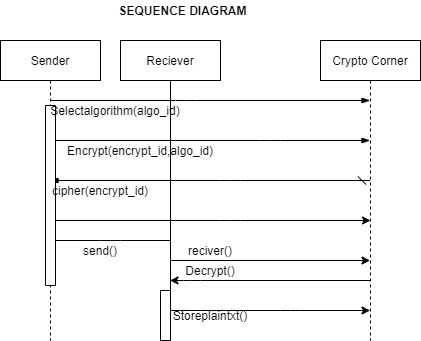 SEQUENCE DIAGRAM
Sender
Reciever
Crypto Corner
Selectalgorithm(algo_id)
Encrypt(encrypt_id,algo_id)
cipher(encrypt_id)
send()
reciver()
Decrypt()
Storeplaintxt()